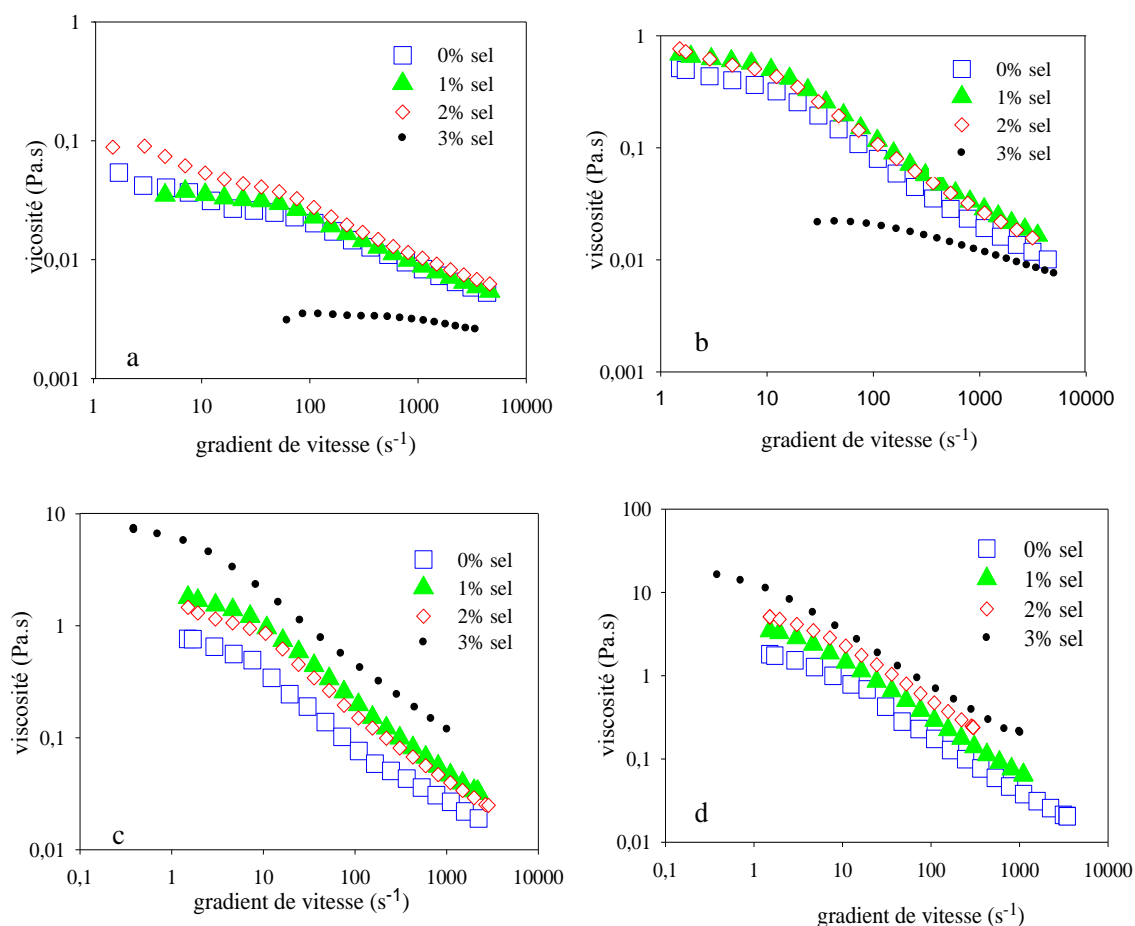 1
0% sel
1% sel
2% sel
3% sel
0,1
0,01
0,001
vicosité (Pa.s)
a
1 10 100 1000 10000
gradient de vitesse (s-1)
1
0% sel
1% sel
2% sel
3% sel
0,1
0,01
0,001
viscosité (Pa.s)
b
1 10 100 1000 10000
gradient de vitesse (s-1)
10
0% sel
1% sel
2% sel
3% sel
1
0,1
0,01
viscosité (Pa.s)
c
0,1 1 10 100 1000 10000
gradient de vitesse (s-1)
100
0% sel
1% sel
2% sel
3% sel
10
1
0,1
0,01
viscosité (Pa.s)
d
0,1 1 10 100 1000 10,000
gradient de vitesse (s-1)